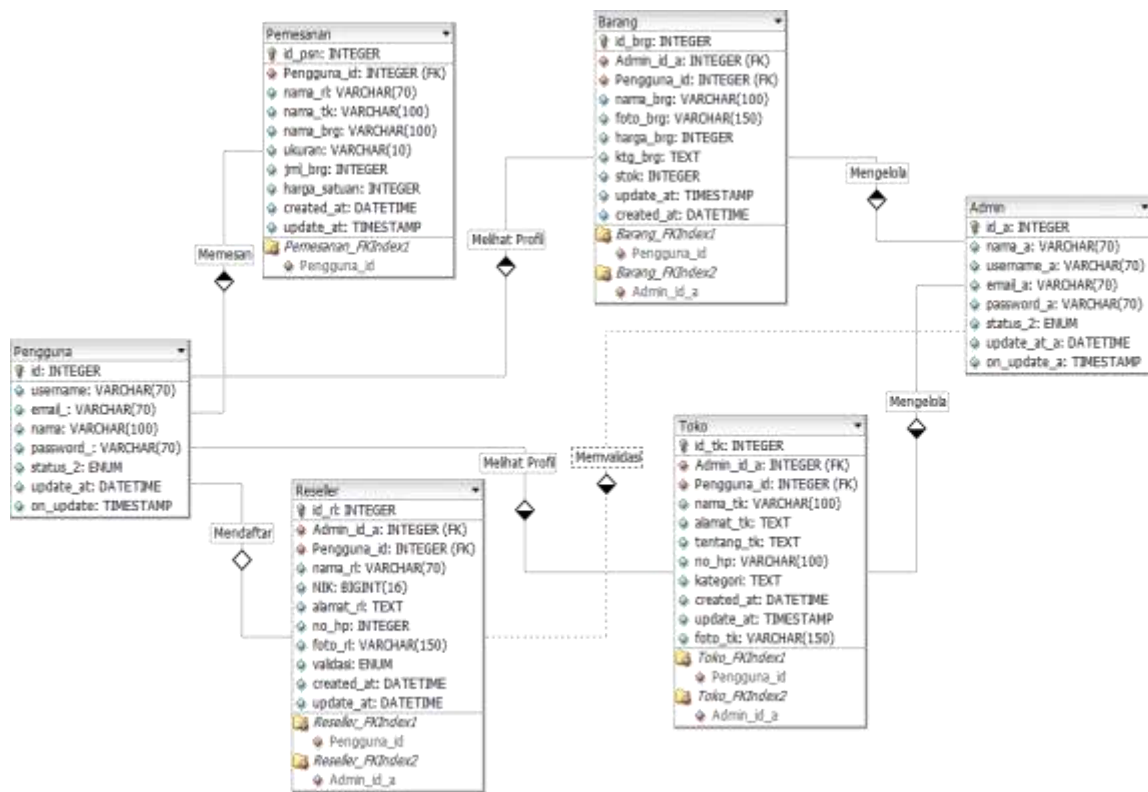 Pemesanan
id_psn: INTEGER
Pengguna_id: INTEGER (FK)
nama_rl: VARCHAR(70)
nama_tk: VARCHAR(100)
nama_brg: VARCHAR(100)
ukuran: VARCHAR(10)
jml_brg: INTEGER
harga_satuan: INTEGER
created_at: DATETIME
update_at: TIMESTAMP
Pemesanan_FKIndex1
Pengguna_id
Barang
id_brg: INTEGER
Admin_id_a: INTEGER (FK)
Pengguna_id: INTEGER (FK)
nama_brg: VARCHAR(100)
foto_brg: VARCHAR(150)
harga_brg: INTEGER
ktg_brg: TEXT
stok: INTEGER
update_at: TIMESTAMP
created_at: DATETIME
Barang_FKIndex1
Pengguna_id
Barang_FKIndex2
Admin_id_a
Mengelola
Admin
id_a: INTEGER
nama_a: VARCHAR(70)
username_a: VARCHAR(70)
email_a: VARCHAR(70)
password_a: VARCHAR(70)
status_2: ENUM
update_at_a: DATETIME
on_update_a: TIMESTAMP
Memesan
Melihat Profil
Pengguna
id: INTEGER
username: VARCHAR(70)
email_: VARCHAR(70)
nama: VARCHAR(100)
password_: VARCHAR(70)
status_2: ENUM
update_at: DATETIME
on_update: TIMESTAMP
Mendaftar
Melihat Profil
Memvalidasi
Mengelola
Reseller
id_rl: INTEGER
Admin_id_a: INTEGER (FK)
Pengguna_id: INTEGER (FK)
nama_rl: VARCHAR(70)
NIK: BIGINT(16)
alamat_rl: TEXT
no_hp: INTEGER
foto_rl: VARCHAR(150)
validasi: ENUM
created_at: DATETIME
update_at: DATETIME
Reseller_FKIndex1
Pengguna_id
Reseller_FKIndex2
Admin_id_a
Toko
id_tk: INTEGER
Admin_id_a: INTEGER (FK)
Pengguna_id: INTEGER (FK)
nama_tk: VARCHAR(100)
alamat_tk: TEXT
tentang_tk: TEXT
no_hp: VARCHAR(100)
kategori: TEXT
created_at: DATETIME
update_at: TIMESTAMP
foto_tk: VARCHAR(150)
Toko_FKIndex1
Pengguna_id
Toko_FKIndex2
Admin_id_a